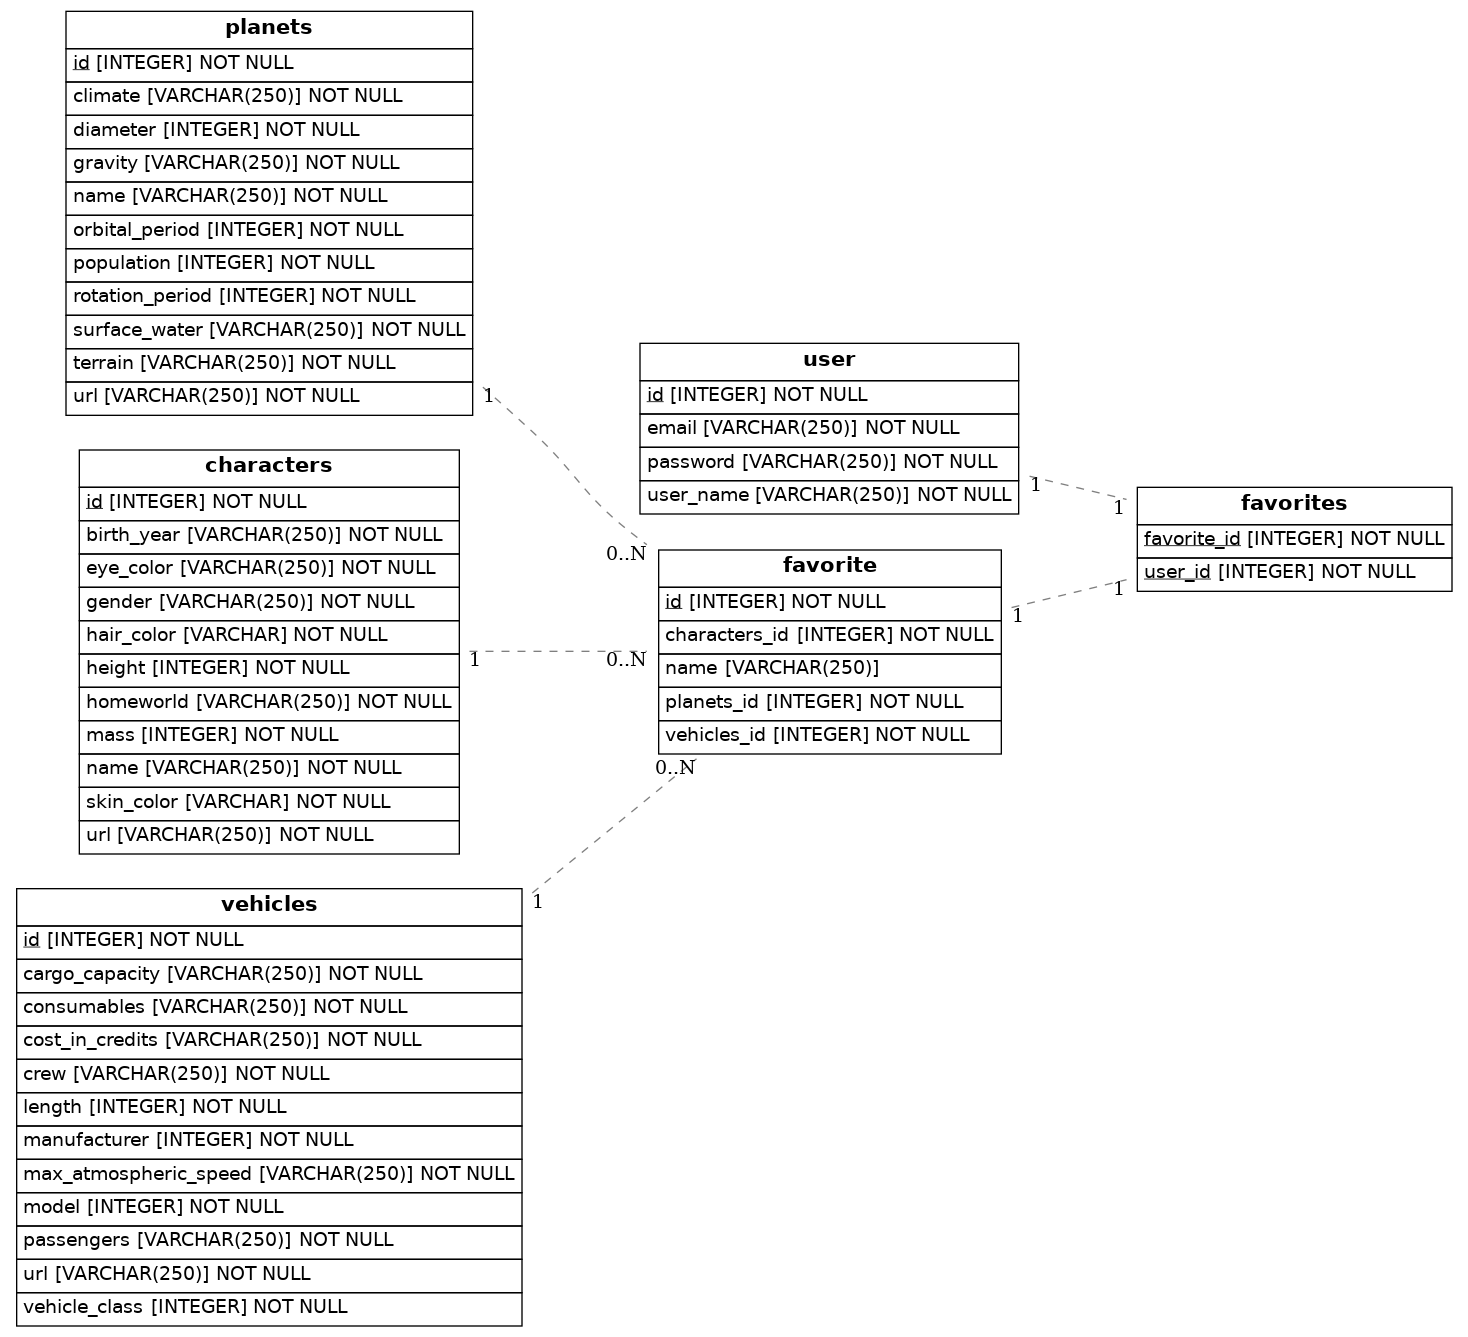 planets
id [INTEGER] NOT NULL
climate [VARCHAR(250)] NOT NULL
diameter [INTEGER] NOT NULL
gravity [VARCHAR(250)] NOT NULL
name [VARCHAR(250)] NOT NULL
orbital_period [INTEGER] NOT NULL
population [INTEGER] NOT NULL
rotation_period [INTEGER] NOT NULL
surface_water [VARCHAR(250)] NOT NULL
terrain [VARCHAR(250)] NOT NULL
url [VARCHAR(250)] NOT NULL
1
0..N
characters
id [INTEGER] NOT NULL
birth_year [VARCHAR(250)] NOT NULL
eye_color [VARCHAR(250)] NOT NULL
gender [VARCHAR(250)] NOT NULL
hair_color [VARCHAR] NOT NULL
height [INTEGER] NOT NULL
homeworld [VARCHAR(250)] NOT NULL
mass [INTEGER] NOT NULL
name [VARCHAR(250)] NOT NULL
skin_color [VARCHAR] NOT NULL
url [VARCHAR(250)] NOT NULL
1
0..N
vehicles
id [INTEGER] NOT NULL
cargo_capacity [VARCHAR(250)] NOT NULL
consumables [VARCHAR(250)] NOT NULL
cost_in_credits [VARCHAR(250)] NOT NULL
crew [VARCHAR(250)] NOT NULL
length [INTEGER] NOT NULL
manufacturer [INTEGER] NOT NULL
max_atmospheric_speed [VARCHAR(250)] NOT NULL
model [INTEGER] NOT NULL
passengers [VARCHAR(250)] NOT NULL
url [VARCHAR(250)] NOT NULL
vehicle_class [INTEGER] NOT NULL
1
0..N
user
id [INTEGER] NOT NULL
email [VARCHAR(250)] NOT NULL
password [VARCHAR(250)] NOT NULL
user_name [VARCHAR(250)] NOT NULL
1
1
favorite
id [INTEGER] NOT NULL
characters_id [INTEGER] NOT NULL
name [VARCHAR(250)]
planets_id [INTEGER] NOT NULL
vehicles_id [INTEGER] NOT NULL
1
1
favorites
favorite_id [INTEGER] NOT NULL
user_id [INTEGER] NOT NULL